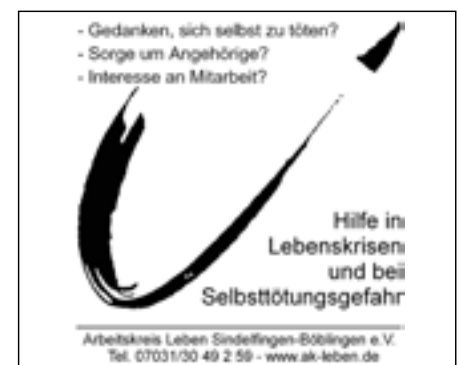 - Gedanken, sich selbst zu töten?
- Sorge um Angehörige?
- Interesse an Mitarbeit?
Hilfe in
Lebenskrisen
und bei
Selbsttötungsgefahr
Arbeitskreis Leben Sindelfingen-Böblingen e.V.
Tel. 07031/30 49 2 59 - www.ak-leben.de